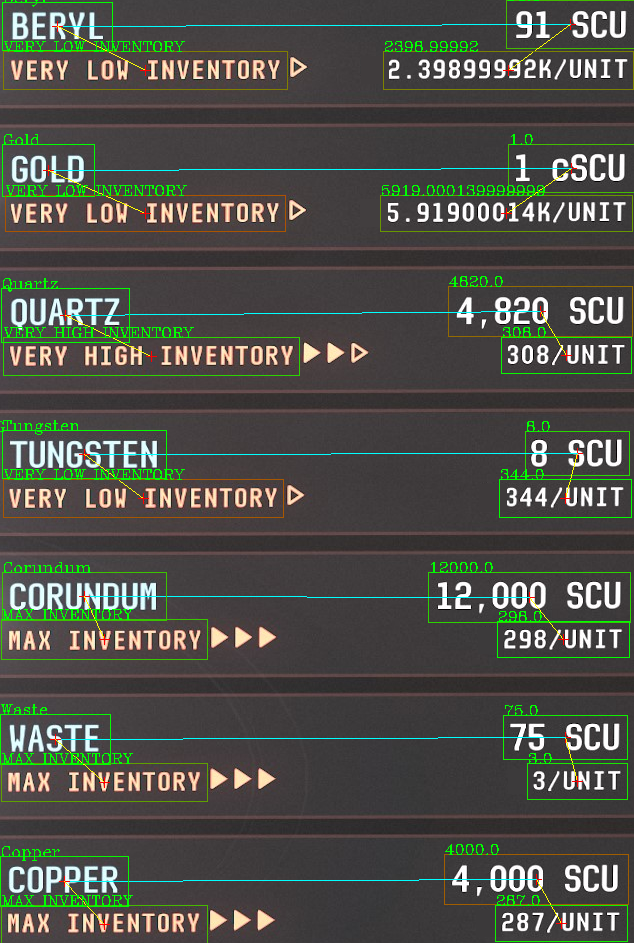 BERYL 91 SCU
VERY LOW INVENTORY 2396.99992
VERY LOW INVENTORY 2.39899992K/UNIT
Gold 1.0
GOLD 1 cSCU
VERY LOW INVENTORY 5919.000139999999
VERY LOW INVENTORY 5.91900014K/UNIT
Quartz 4820.0
QUARTZ 4,820 SCU
VERY HIGH INVENTORY 308.0
VERY HIGH INVENTORY 308/UNIT
Tungsten 8.0
TUNGSTEN 8 SCU
VERY LOW INVENTORY 344.0
VERY LOW INVENTORY 344/UNIT
Corundum 12000.0
CORUNDUM 12,000 SCU
MAX INVENTORY 298.0
MAX INVENTORY 298/UNIT
Waste 75.0
WASTE 75 SCU
MAX INVENTORY 3.0
MAX INVENTORY 3/UNIT
Copper 4000.0
COPPER 4,000 SCU
MAX INVENTORY 287.0
MAX INVENTORY 287/UNIT